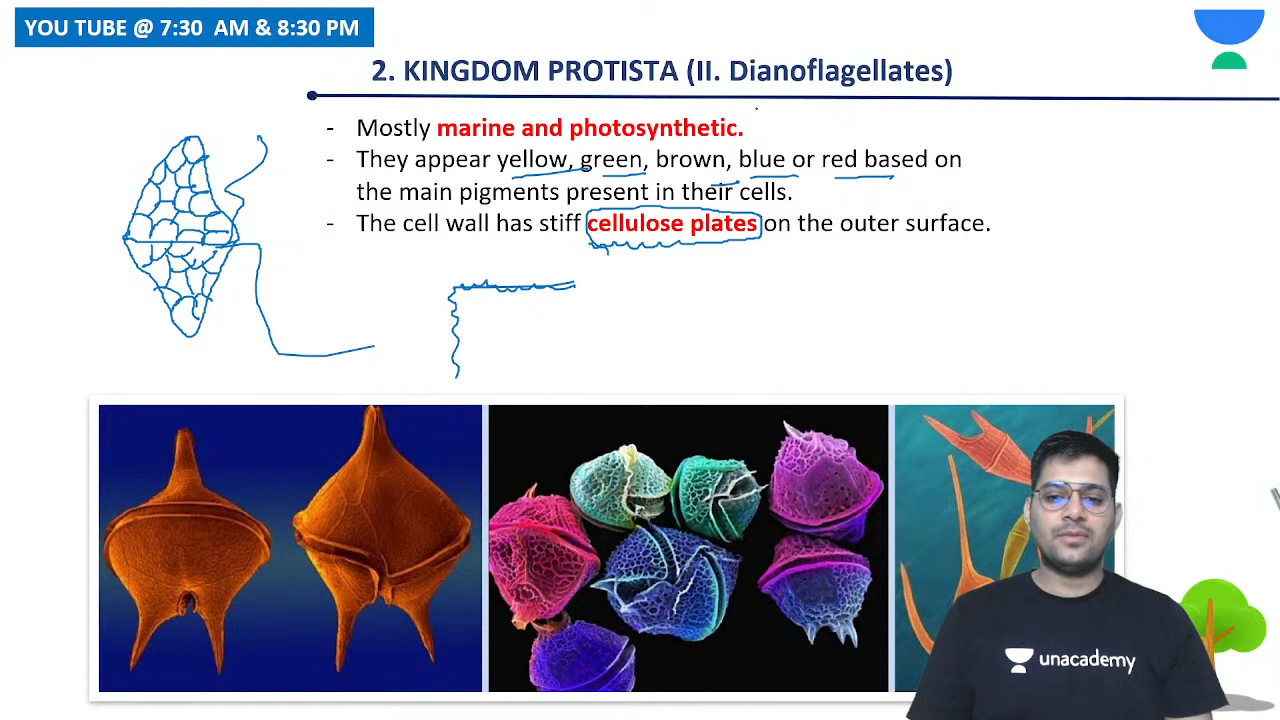 YOU TUBE @ 7:30 AM & 8:30 PM
2. KINGDOM PROTISTA (II. Dianoflagellates)
- Mostly marine and photosynthetic.
- They appear yellow, green, brown, blue or red based on
the main pigments present in their cells.
- The cell wall has stiff cellulose plates on the outer surface.
unacademy